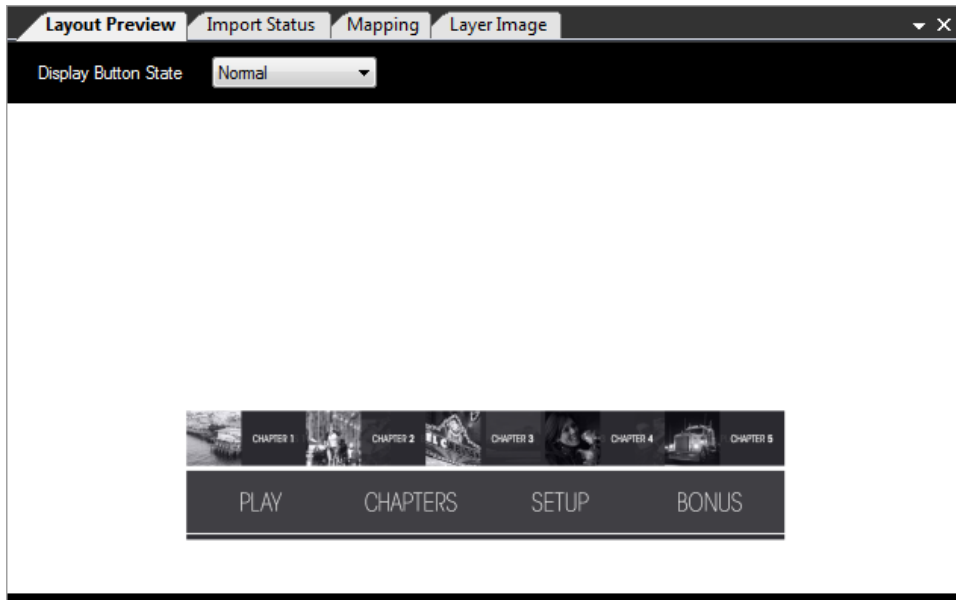 Layout Preview Import Status Mapping Layer Image
Display Button State Normal
CHAPTER 1 CHAPTER 2 CHAPTER 3 CHAPTER 4 CHAPTER 5
PLAY CHAPTERS SETUP BONUS